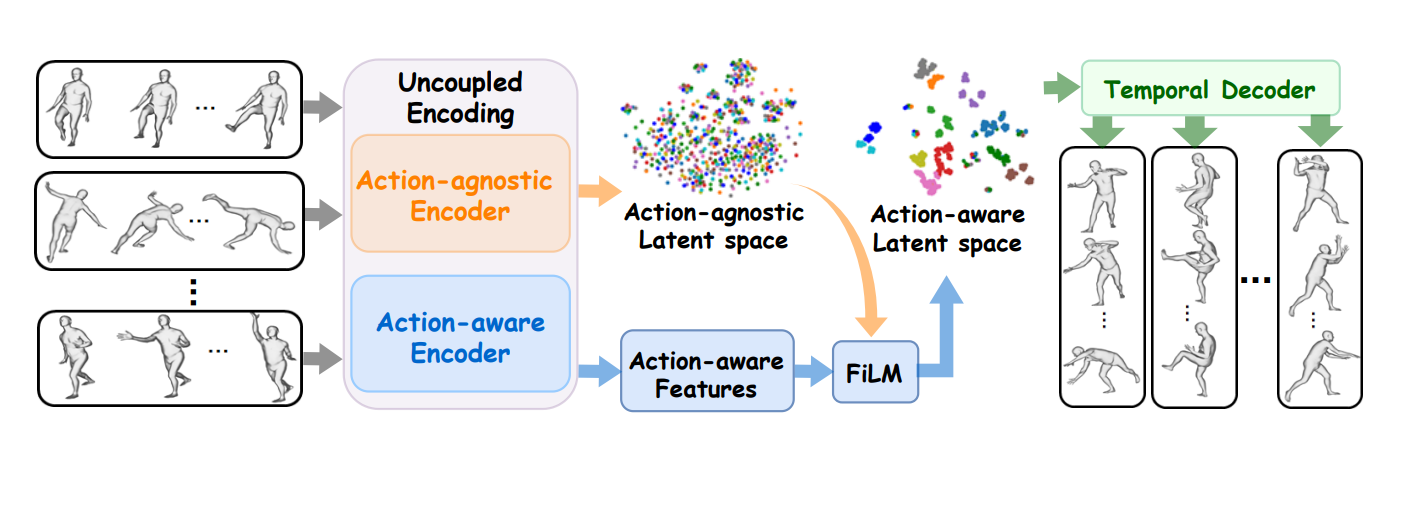 Uncoupled
Encoding
Action-agnostic
Encoder
Action-aware
Encoder
Action-agnostic
Latent space
Action-aware
Features
FiLM
Action-aware
Latent space
Temporal Decoder